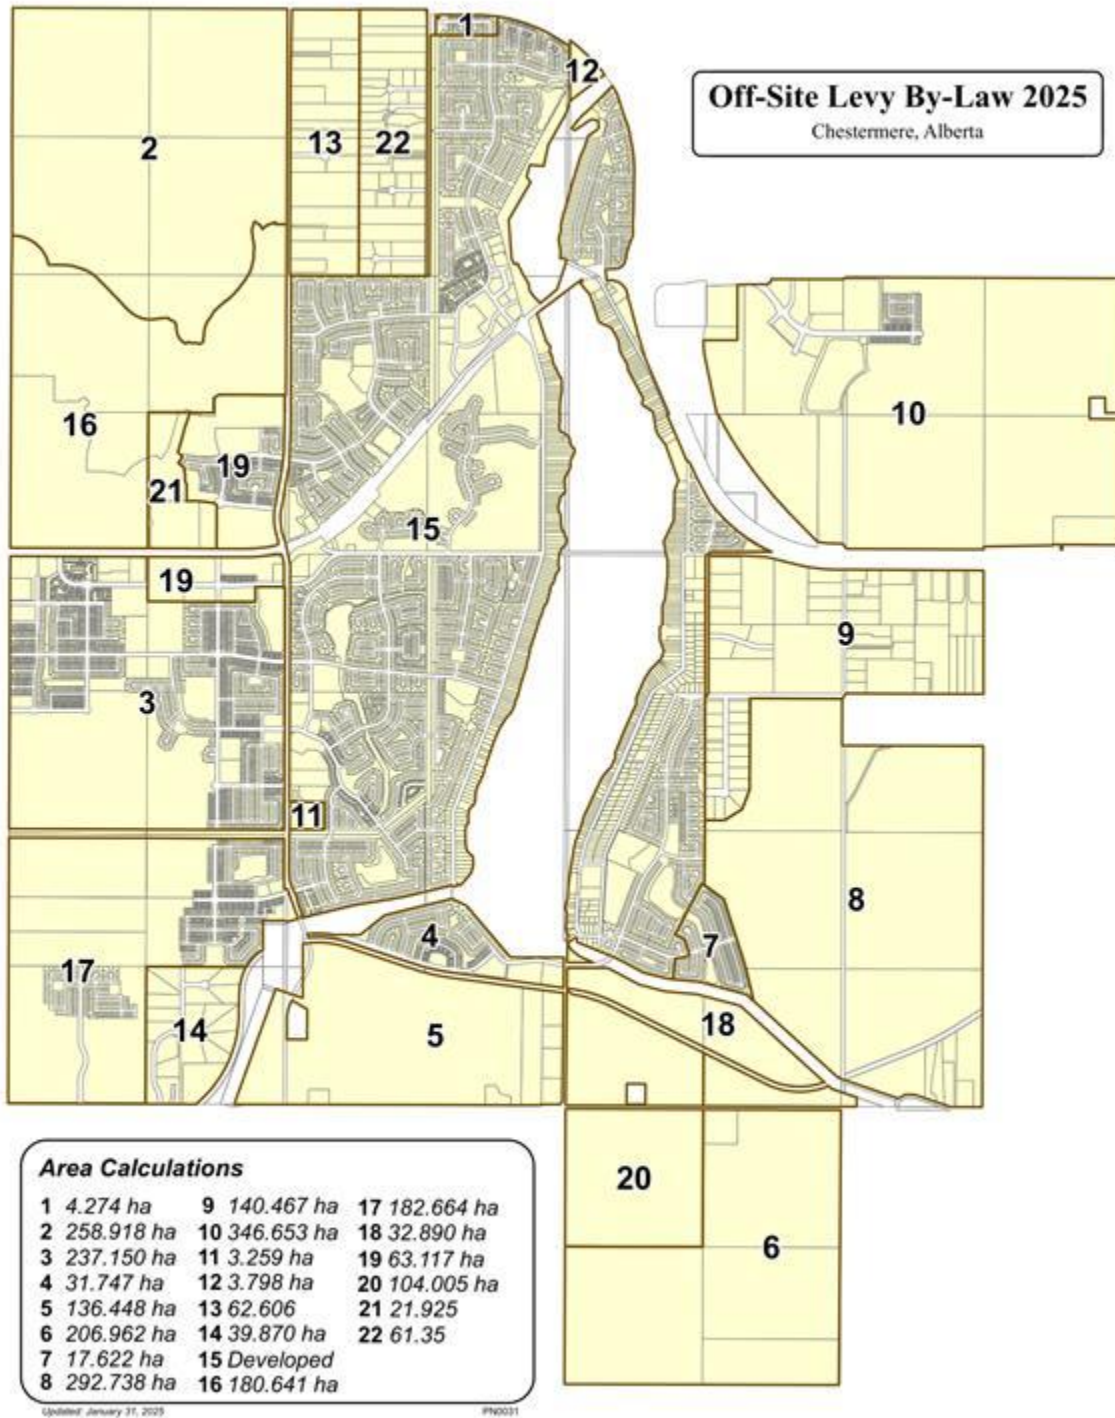 1
12
Off-Site Levy By-Law 2025
Chestermere, Alberta
2
13
22
10
16
19
21
15
19
9
3
11
8
4
7
17
18
14
5
20
6
Area Calculations
1 4.274 ha 9 140.467 ha 17 182.664 ha
2 258.918 ha 10 346.653 ha 18 32.890 ha
3 237.150 ha 11 3.259 ha 19 63.117 ha
4 31.747 ha 12 3.798 ha 20 104.005 ha
5 136.448 ha 13 62.606 21 21.925
6 206.962 ha 14 39.870 ha 22 61.35
7 17.622 ha 15 Developed
8 292.738 ha 16 180.641 ha
Updated: January 31, 2025 PN0031